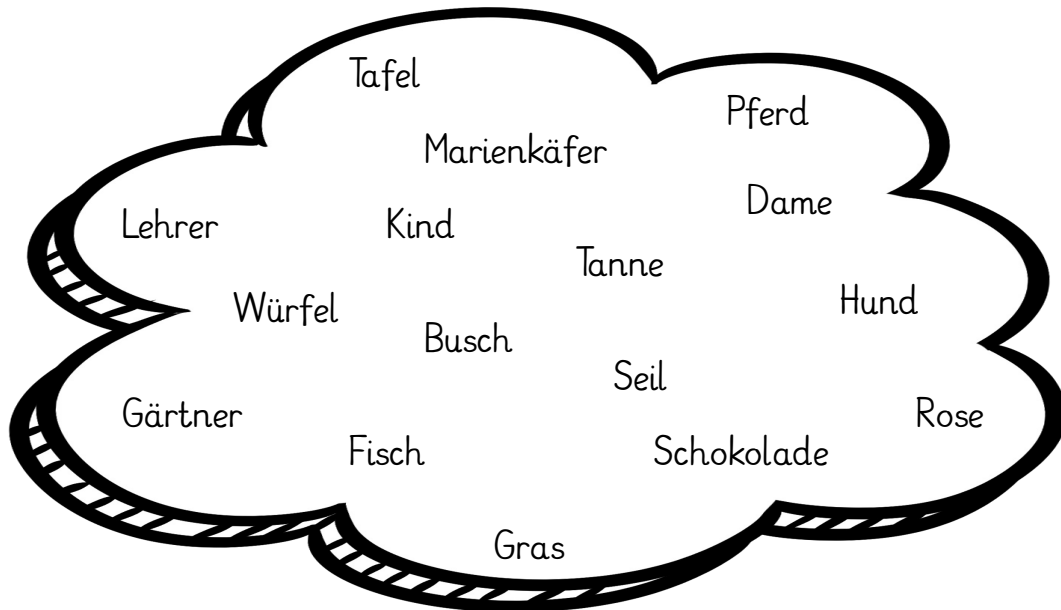 Tafel
Pferd
Marienkäfer
Dame
Lehrer
Kind
Tanne
Hund
Würfel
Busch
Seil
Gärtner
Rose
Fisch
Schokolade
Gras